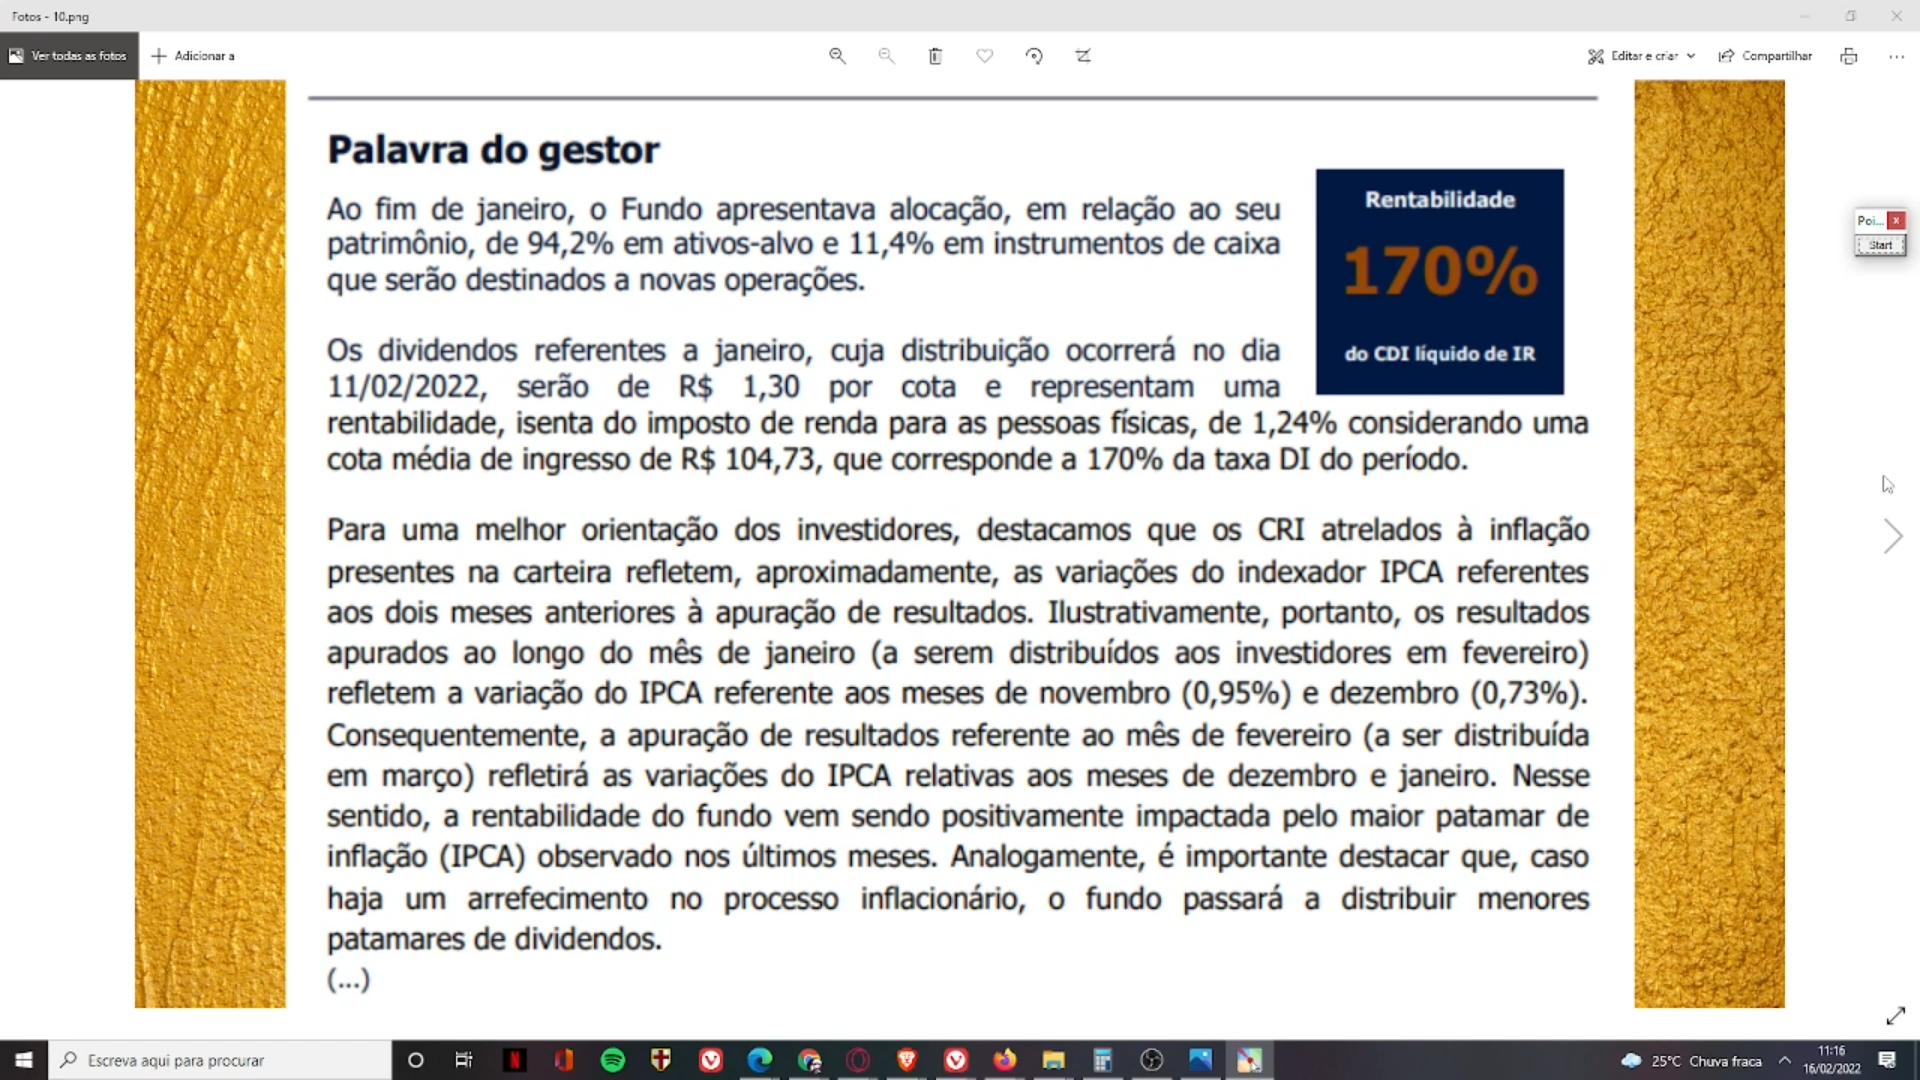 Fotos - 10.png
Ver todas as fotos
Adicionar a
Editar e criar
Compartilhar
Palavra do gestor
Ao fim de janeiro, o Fundo apresentava alocação, em relação ao seu
patrimônio, de 94,2% em ativos-alvo e 11,4% em instrumentos de caixa
que serão destinados a novas operações.
Rentabilidade
170%
do CDI líquido de IR
Poi...
Start
Os dividendos referentes a janeiro, cuja distribuição ocorrerá no dia
11/02/2022, serão de R$ 1,30 por cota e representam uma
rentabilidade, isenta do imposto de renda para as pessoas físicas, de 1,24% considerando uma
cota média de ingresso de R$ 104,73, que corresponde a 170% da taxa DI do período.
Para uma melhor orientação dos investidores, destacamos que os CRI atrelados à inflação
presentes na carteira refletem, aproximadamente, as variações do indexador IPCA referentes
aos dois meses anteriores à apuração de resultados. Ilustrativamente, portanto, os resultados
apurados ao longo do mês de janeiro (a serem distribuídos aos investidores em fevereiro)
refletem a variação do IPCA referente aos meses de novembro (0,95%) e dezembro (0,73%).
Consequentemente, a apuração de resultados referente ao mês de fevereiro (a ser distribuída
em março) refletirá as variações do IPCA relativas aos meses de dezembro e janeiro. Nesse
sentido, a rentabilidade do fundo vem sendo positivamente impactada pelo maior patamar de
inflação (IPCA) observado nos últimos meses. Analogamente, é importante destacar que, caso
haja um arrefecimento no processo inflacionário, o fundo passará a distribuir menores
patamares de dividendos.
(...)
Escreva aqui para procurar
25°C Chuva fraca
11:16
16/02/2022